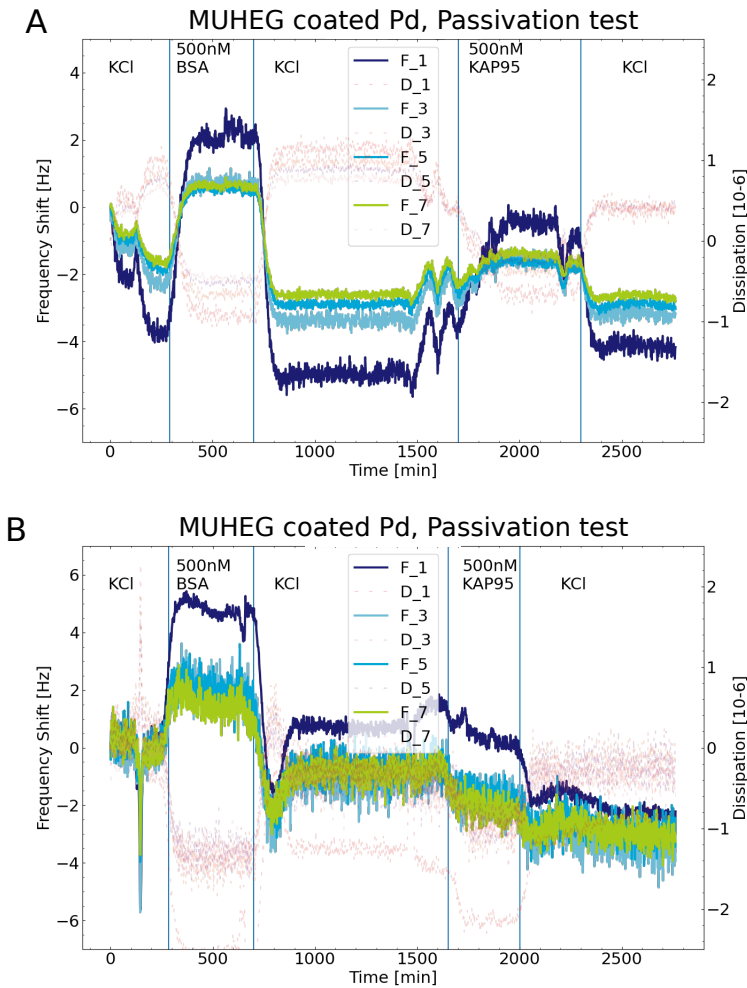 A
MUHEG coated Pd, Passivation test
KCl
500nM
BSA
KCl
500nM
KAP95
KCl
F_1
D_1
F_3
D_3
F_5
D_5
F_7
D_7
Frequency Shift [Hz]
4
2
0
−2
−4
−6
Dissipation [10-6]
2
1
0
−1
−2
0
500
1000
1500
2000
2500
Time [min]
B
MUHEG coated Pd, Passivation test
KCl
500nM
BSA
KCl
500nM
KAP95
KCl
F_1
D_1
F_3
D_3
F_5
D_5
F_7
D_7
Frequency Shift [Hz]
6
4
2
0
−2
−4
−6
Dissipation [10-6]
2
1
0
−1
−2
0
500
1000
1500
2000
2500
Time [min]